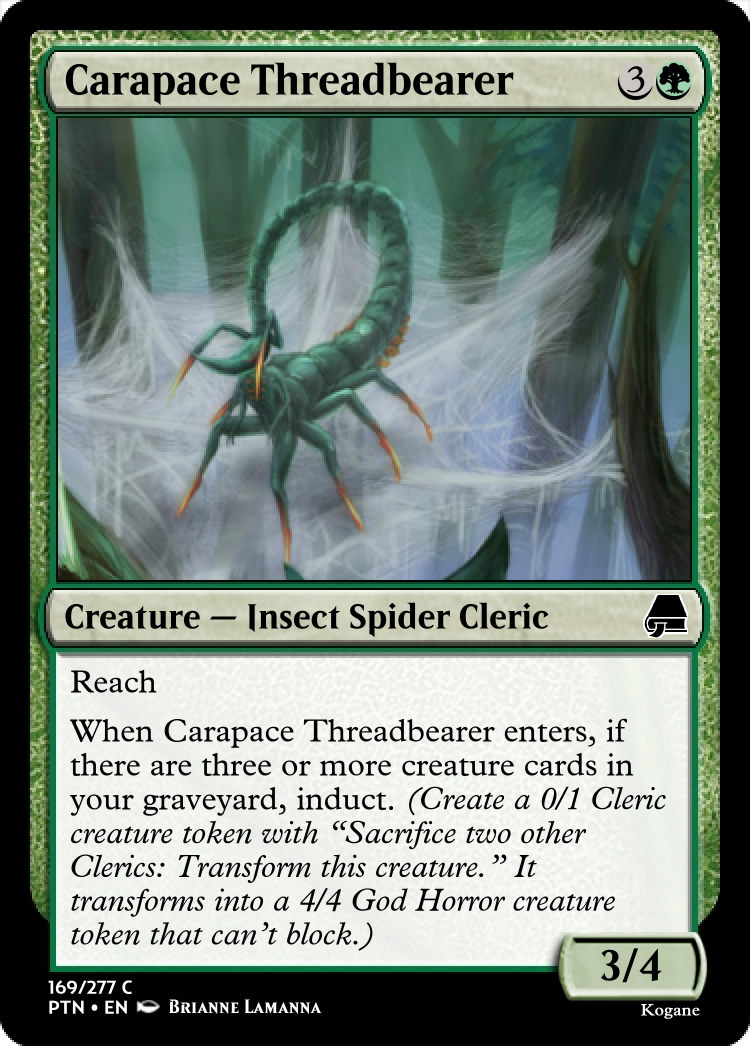 Carapace Threadbearer 3
Creature — Insect Spider Cleric
Reach
When Carapace Threadbearer enters, if
there are three or more creature cards in
your graveyard, induct. (Create a 0/1 Cleric
creature token with “Sacrifice two other
Clerics: Transform this creature.” It
transforms into a 4/4 God Horror creature
token that can’t block.)
3/4
169/277 C
PTN • EN Brianne Lamanna
Kogane